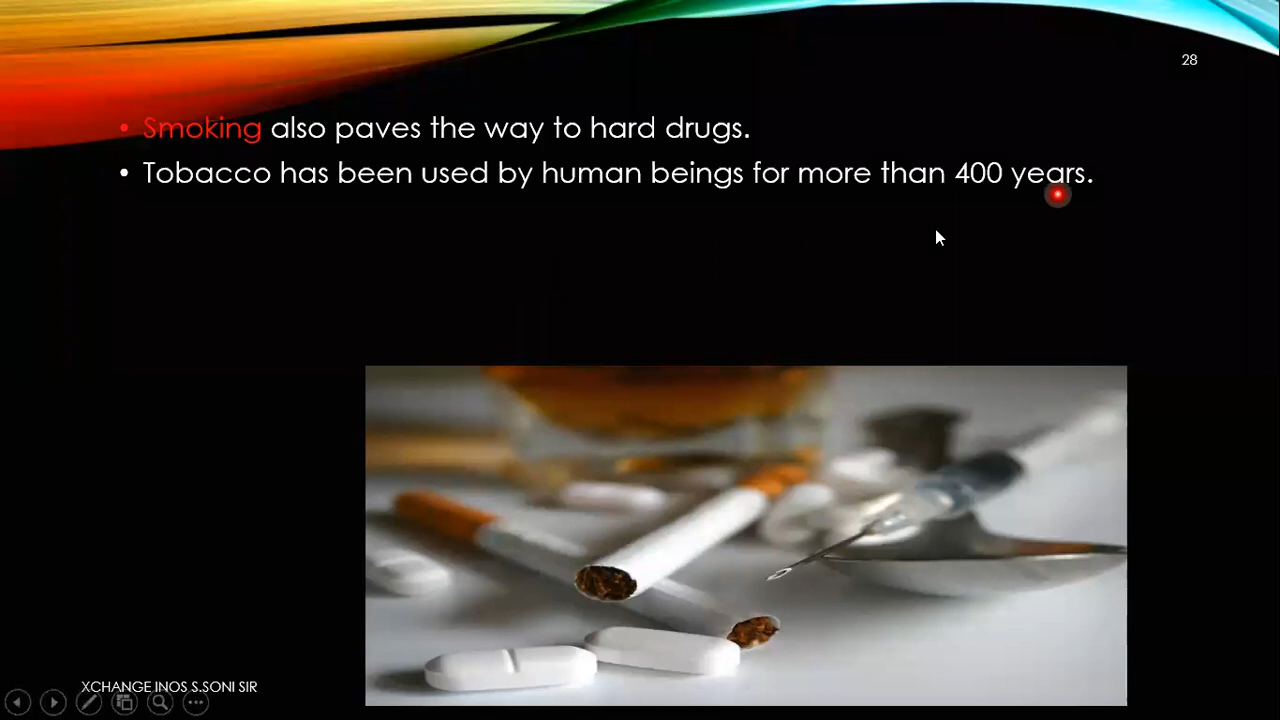 28
• Smoking also paves the way to hard drugs.
• Tobacco has been used by human beings for more than 400 years.
XCHANGE INOS S.SONI SIR